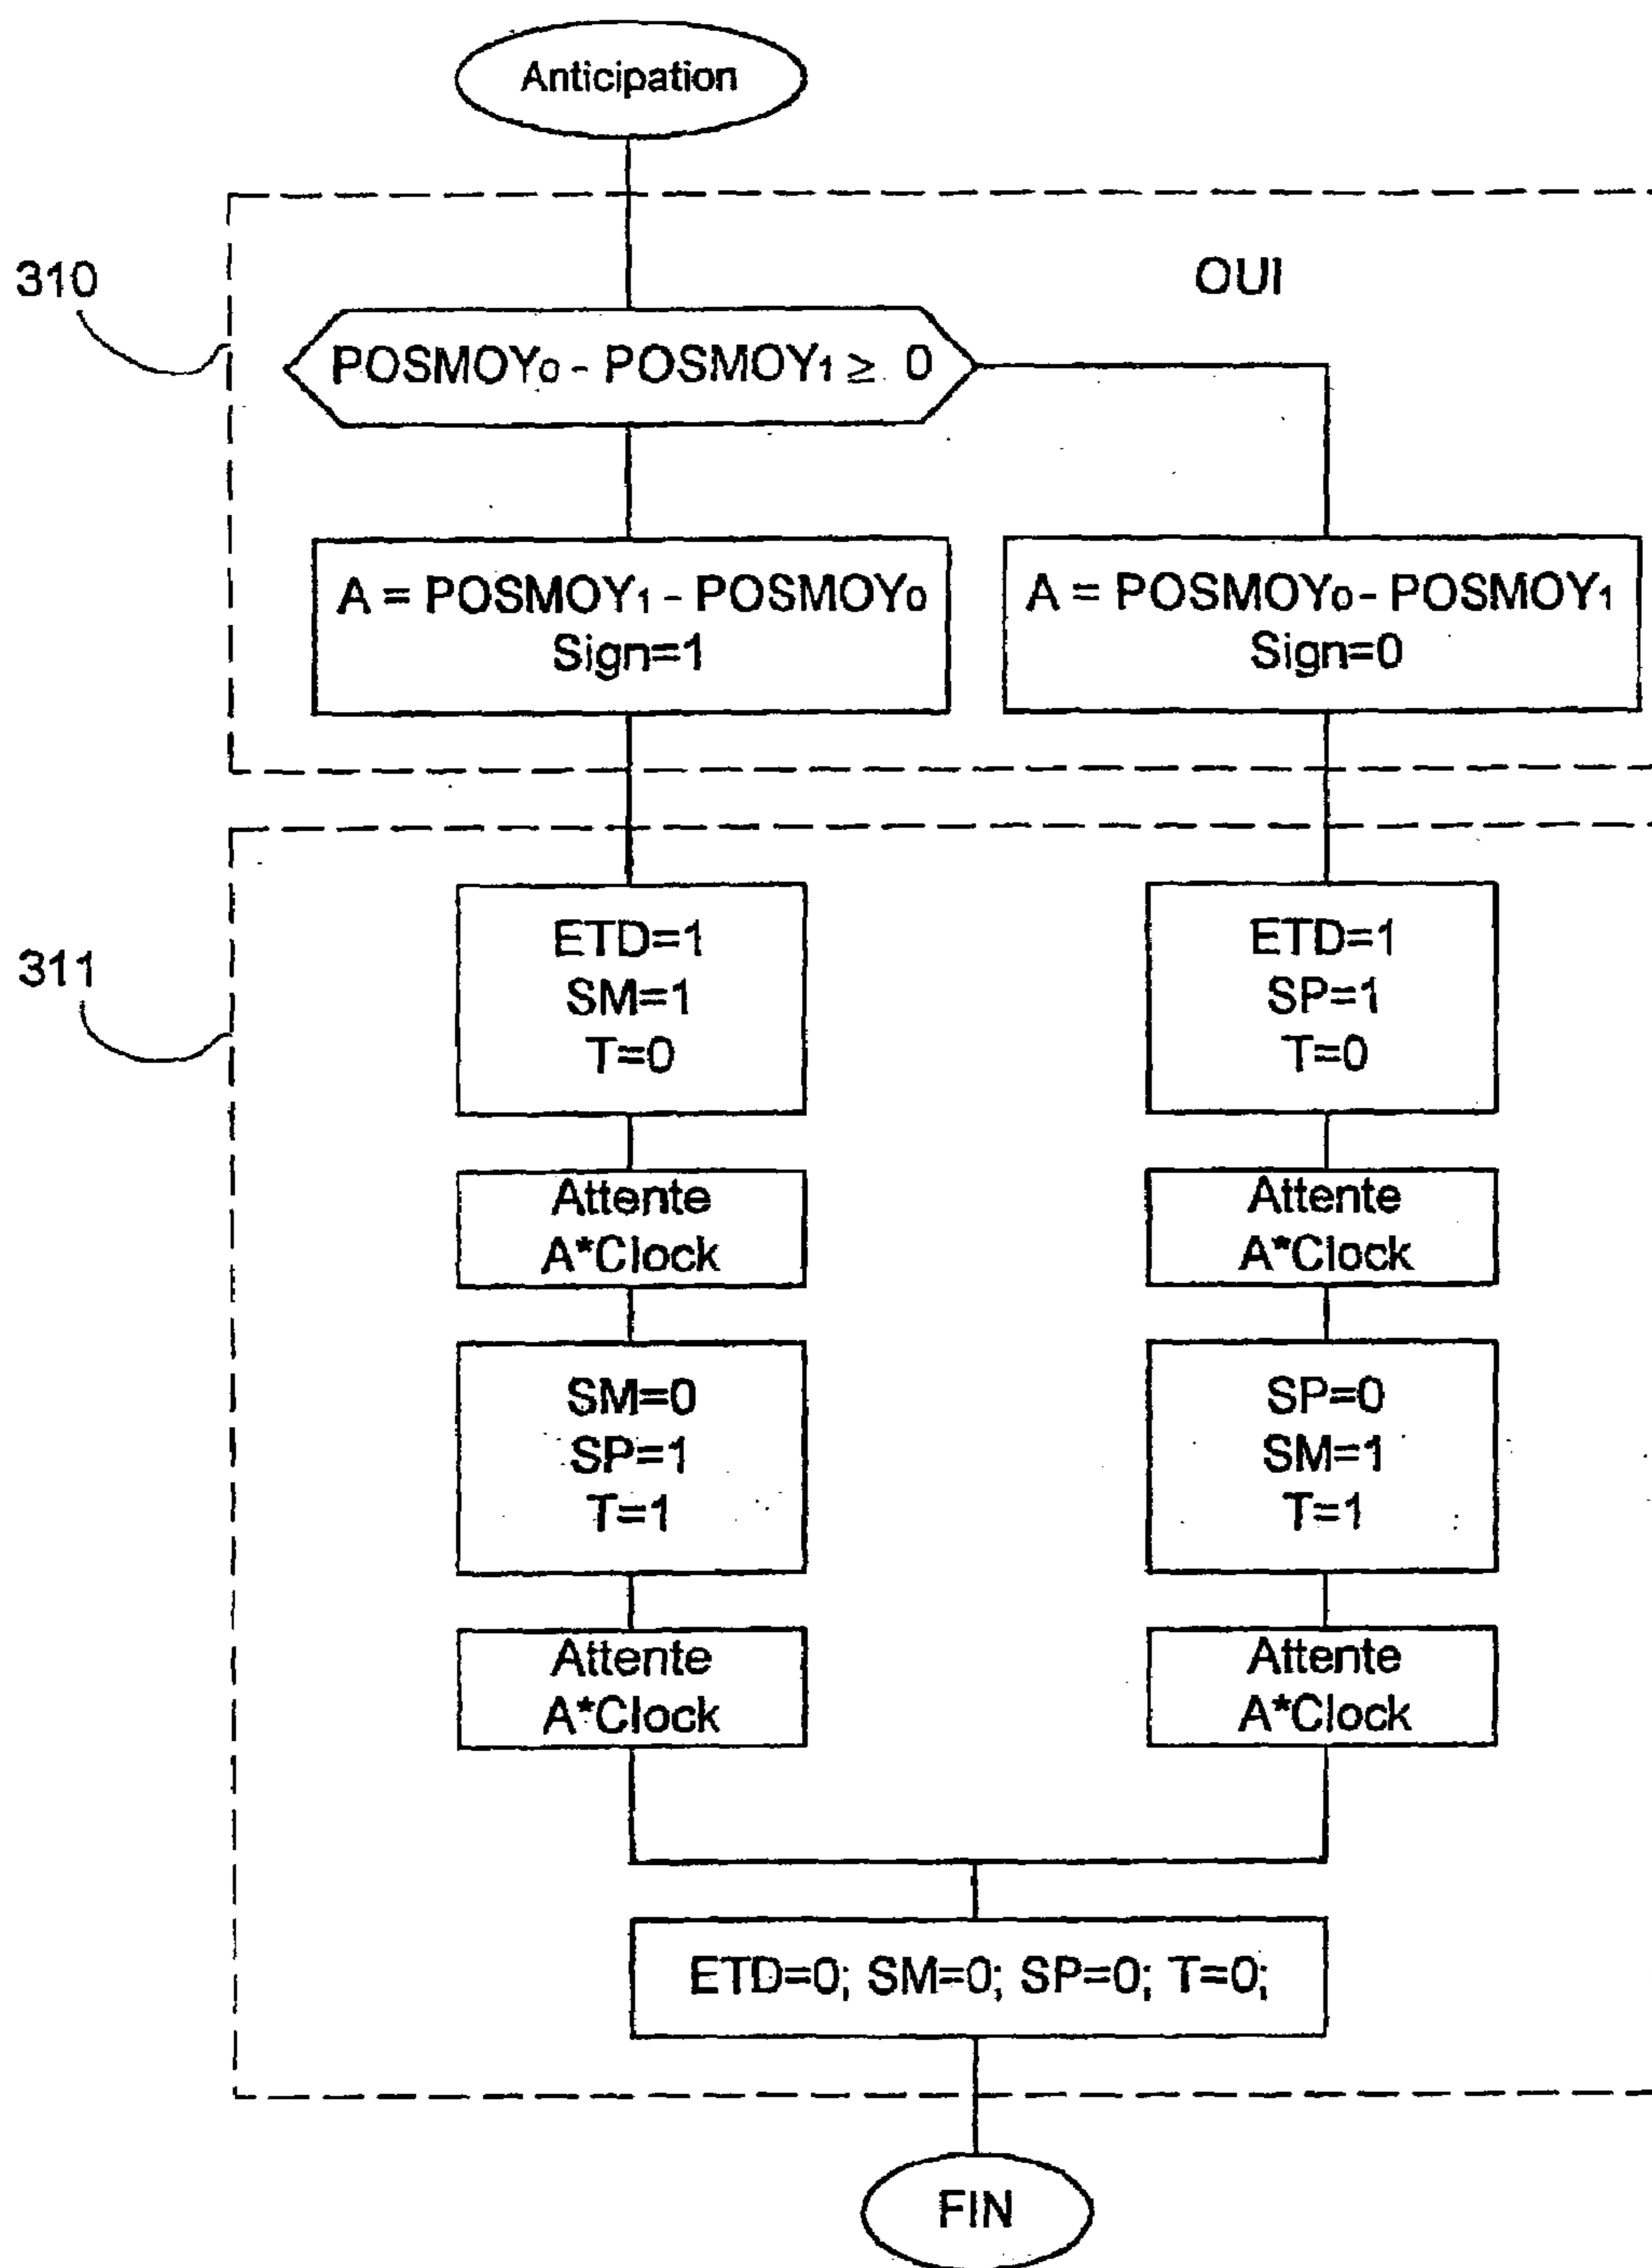 Anticipation
310
OUI
POSMOY₀ - POSMOY₁ ≥ 0
A = POSMOY₁ - POSMOY₀
Sign=1
A = POSMOY₀ - POSMOY₁
Sign=0
311
ETD=1
SM=1
T=0
ETD=1
SP=1
T=0
Attente
A*Clock
Attente
A*Clock
SM=0
SP=1
T=1
SP=0
SM=1
T=1
Attente
A*Clock
Attente
A*Clock
ETD=0; SM=0; SP=0; T=0;
FIN